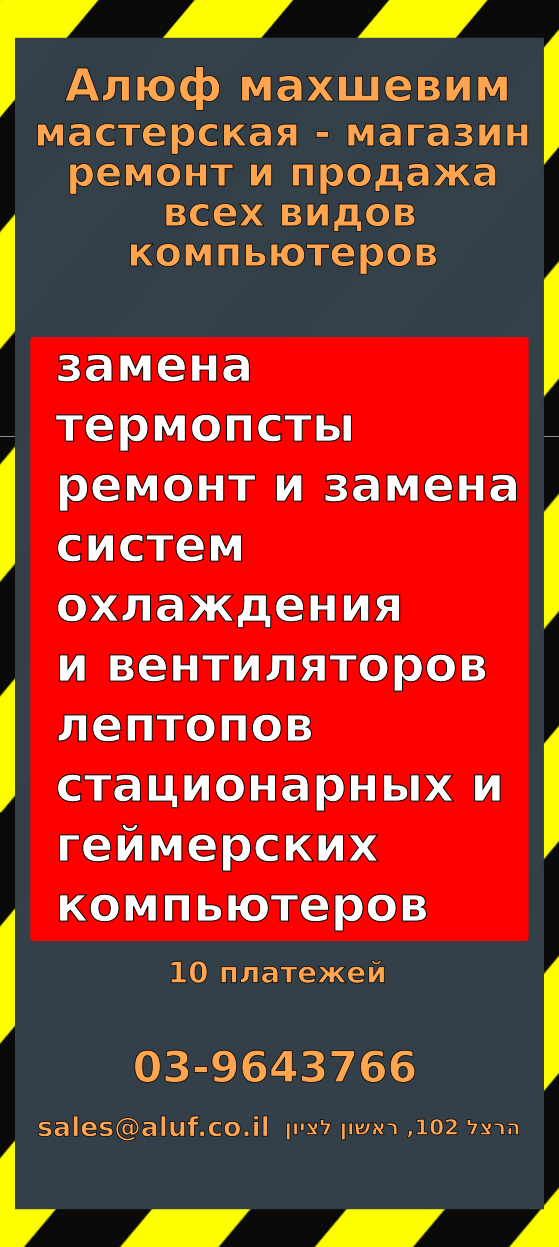 Алюф махшевим
мастерская - магазин
ремонт и продажа
всех видов
компьютеров
замена
термопсты
ремонт и замена
систем
охлаждения
и вентиляторов
лептопов
стационарных и
геймерских
компьютеров
10 платежей
03-9643766
sales@aluf.co.il הרצל 102, ראשון לציון